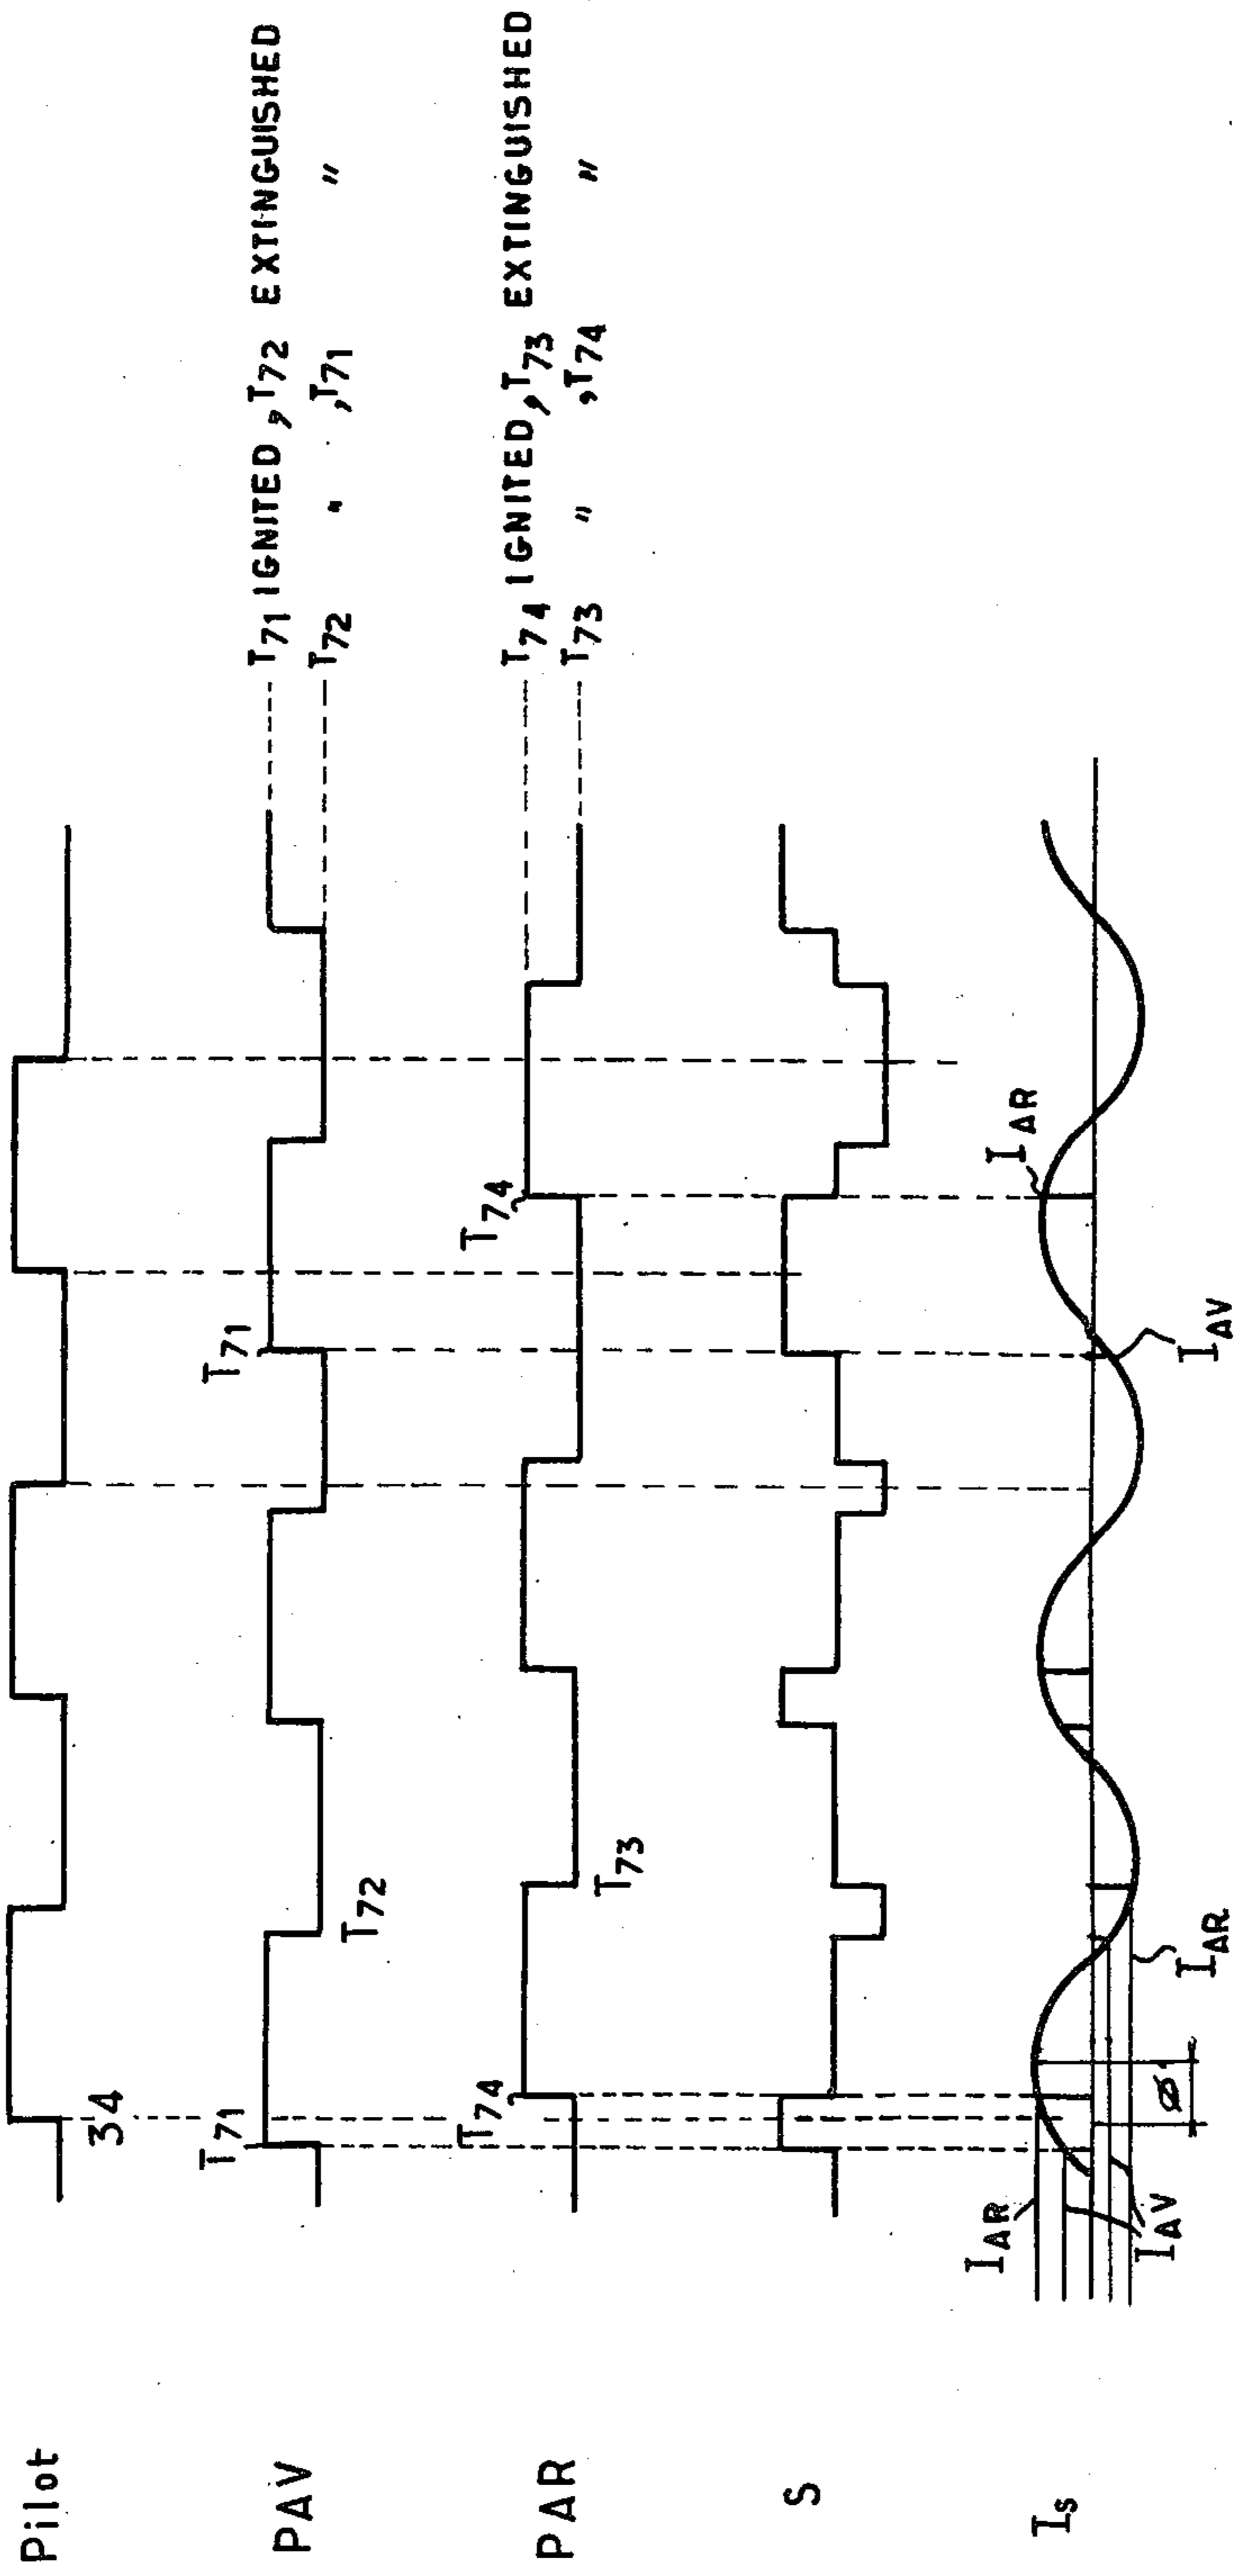 Pilot
34
PAV
T71
T72
T71
T71 IGNITED, T72 EXTINGUISHED
T72 " , T71 "
PAR
T74
T73
T74
T74 IGNITED, T73 EXTINGUISHED
T73 " , T74 "
S
Is
IAR
IAV
Ø
IAR
IAV
IAR